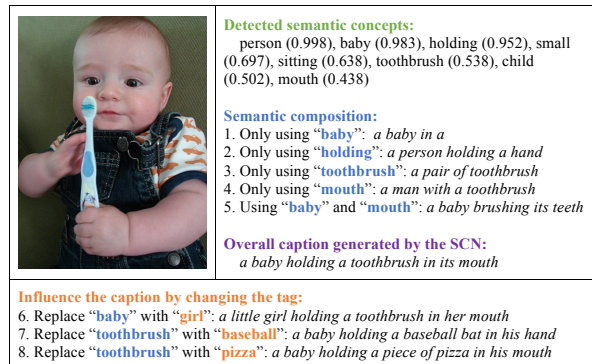 Detected semantic concepts:
person (0.998), baby (0.983), holding (0.952), small
(0.697), sitting (0.638), toothbrush (0.538), child
(0.502), mouth (0.438)
Semantic composition:
1. Only using “baby”: a baby in a
2. Only using “holding”: a person holding a hand
3. Only using “toothbrush”: a pair of toothbrush
4. Only using “mouth”: a man with a toothbrush
5. Using “baby” and “mouth”: a baby brushing its teeth
Overall caption generated by the SCN:
a baby holding a toothbrush in its mouth
Influence the caption by changing the tag:
6. Replace “baby” with “girl”: a little girl holding a toothbrush in her mouth
7. Replace “toothbrush” with “baseball”: a baby holding a baseball bat in his hand
8. Replace “toothbrush” with “pizza”: a baby holding a piece of pizza in his mouth